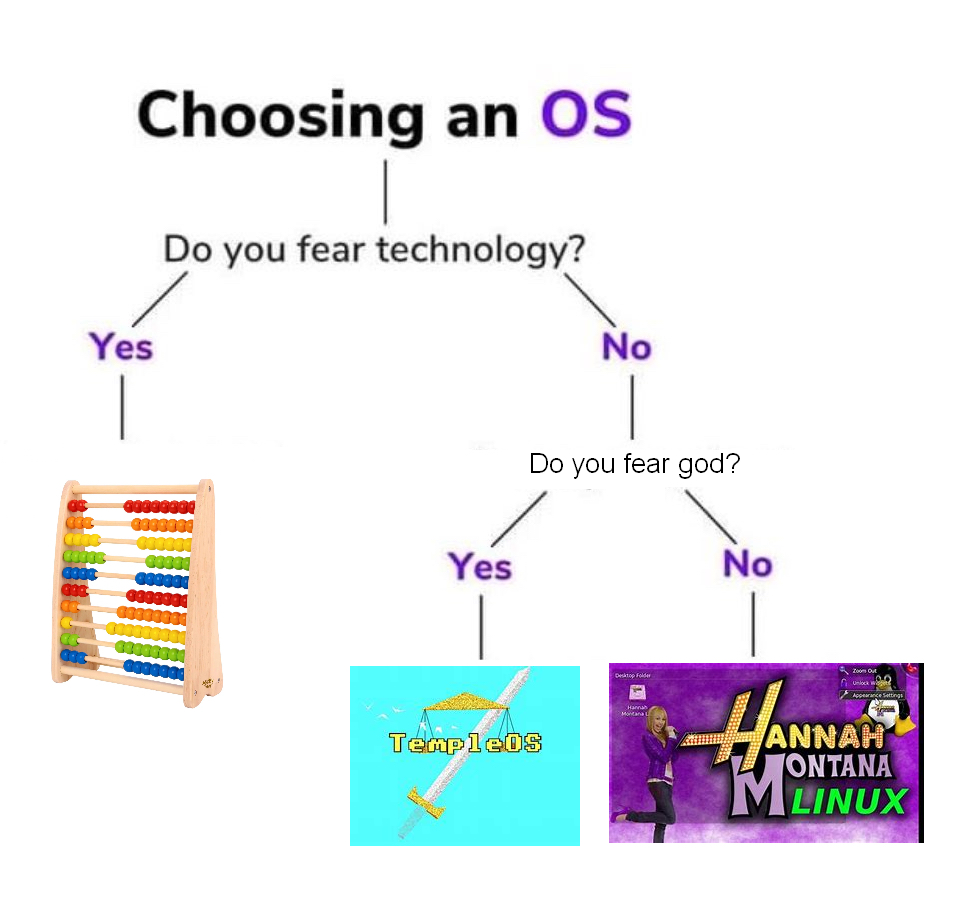 Choosing an OS
Do you fear technology?
Yes
No
Do you fear god?
Yes
No
TempleOS
Desktop Folder
Hannah
Montana L
Zoom Out
Unlock
Appearance Settings
HANNAH
MONTANA
LINUX